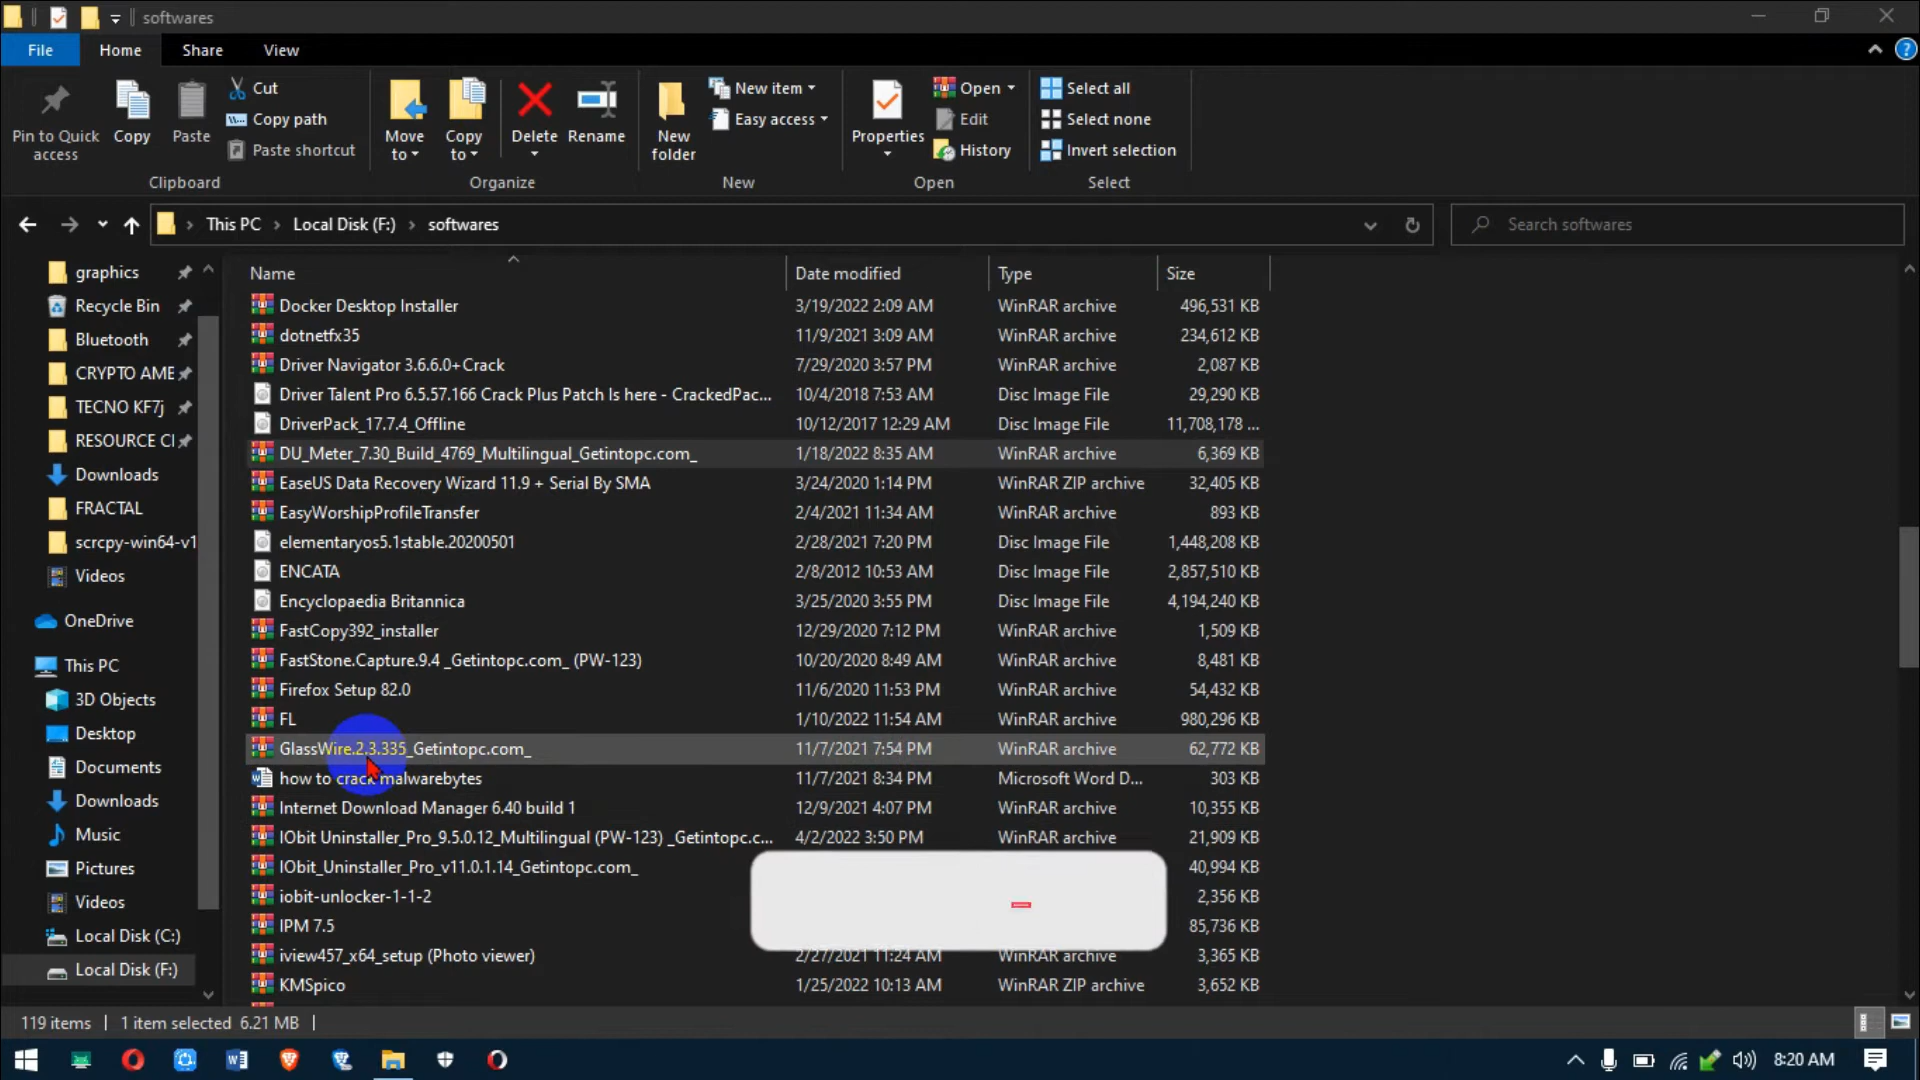 softwares
File Home Share View
Pin to Quick access
Copy
Paste
Cut
Copy path
Paste shortcut
Clipboard
Move to
Copy to
Delete
Rename
Organize
New folder
New item
Easy access
New
Properties
Open
Edit
History
Open
Select all
Select none
Invert selection
Select
This PC Local Disk (F:) softwares
Search softwares
graphics
Recycle Bin
Bluetooth
CRYPTO AME
TECNO KF7j
RESOURCE CI
Downloads
FRACTAL
scrcpy-win64-v1
Videos
OneDrive
This PC
3D Objects
Desktop
Documents
Downloads
Music
Pictures
Videos
Local Disk (C:)
Local Disk (F:)
Name Date modified Type Size
Docker Desktop Installer 3/19/2022 2:09 AM WinRAR archive 496,531 KB
dotnetfx35 11/9/2021 3:09 AM WinRAR archive 234,612 KB
Driver Navigator 3.6.6.0+Crack 7/29/2020 3:57 PM WinRAR archive 2,087 KB
Driver Talent Pro 6.5.57.166 Crack Plus Patch Is here - CrackedPac... 10/4/2018 7:53 AM Disc Image File 29,290 KB
DriverPack_17.7.4_Offline 10/12/2017 12:29 AM Disc Image File 11,708,178 ...
DU_Meter_7.30_Build_4769_Multilingual_Getintopc.com_ 1/18/2022 8:35 AM WinRAR archive 6,369 KB
EaseUS Data Recovery Wizard 11.9 + Serial By SMA 3/24/2020 1:14 PM WinRAR ZIP archive 32,405 KB
EasyWorshipProfileTransfer 2/4/2021 11:34 AM WinRAR archive 893 KB
elementaryos5.1stable.20200501 2/28/2021 7:20 PM Disc Image File 1,448,208 KB
ENCATA 2/8/2012 10:53 AM Disc Image File 2,857,510 KB
Encyclopaedia Britannica 3/25/2020 3:55 PM Disc Image File 4,194,240 KB
FastCopy392_installer 12/29/2020 7:12 PM WinRAR archive 1,509 KB
FastStone.Capture.9.4 _Getintopc.com_ (PW-123) 10/20/2020 8:49 AM WinRAR archive 8,481 KB
Firefox Setup 82.0 11/6/2020 11:53 PM WinRAR archive 54,432 KB
FL 1/10/2022 11:54 AM WinRAR archive 980,296 KB
GlassWire.2.3.335_Getintopc.com_ 11/7/2021 7:54 PM WinRAR archive 62,772 KB
how to crack malwarebytes 11/7/2021 8:34 PM Microsoft Word D... 303 KB
Internet Download Manager 6.40 build 1 12/9/2021 4:07 PM WinRAR archive 10,355 KB
IObit Uninstaller_Pro_9.5.0.12_Multilingual (PW-123) _Getintopc.c... 4/2/2022 3:50 PM WinRAR archive 21,909 KB
IObit_Uninstaller_Pro_v11.0.1.14_Getintopc.com_ 40,994 KB
iobit-unlocker-1-1-2 2,356 KB
IPM 7.5 85,736 KB
iview457_x64_setup (Photo viewer) 2/27/2021 11:24 AM WinRAR archive 3,365 KB
KMSpico 1/25/2022 10:13 AM WinRAR ZIP archive 3,652 KB
119 items 1 item selected 6.21 MB
8:20 AM